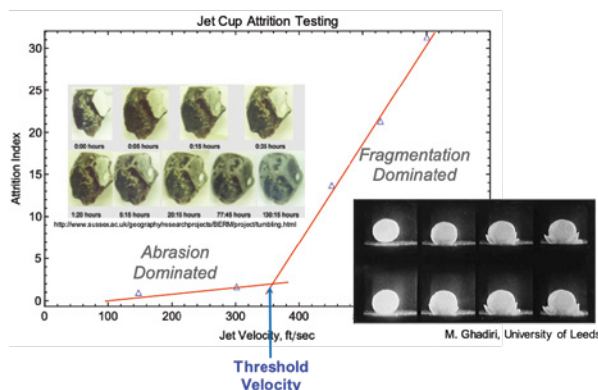 Jet Cup Attrition Testing
30
25
20
15
10
5
0
Attrition Index
0:00 hours 0:05 hours 0:15 hours 0:35 hours
1:20 hours 5:15 hours 20:15 hours 77:45 hours 130:15 hours
http://www.sussex.ac.uk/geography/researchprojects/BERM/project/tumbling.html
Fragmentation
Dominated
Abrasion
Dominated
0 100 200 300 400
Jet Velocity, ft/sec
M. Ghadiri, University of Leeds
Threshold
Velocity